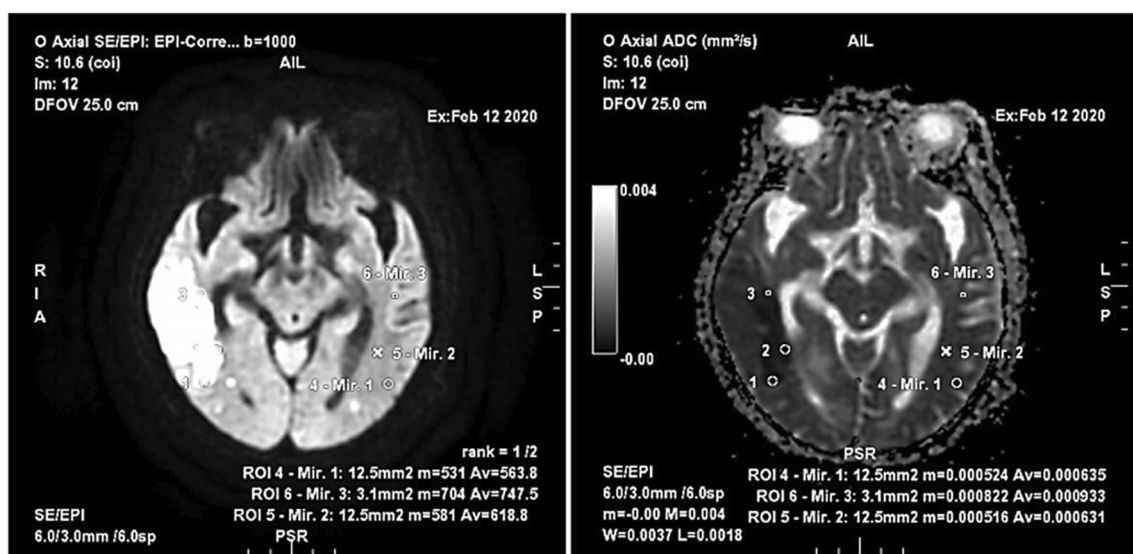 O Axial SE/EPI: EPI-Corre... b=1000
S: 10.6 (coi)
AIL
Im: 12
DFOV 25.0 cm
Ex:Feb 12 2020
R
I
A
L
S
P
3
1
6 - Mir. 3
5 - Mir. 2
4 - Mir. 1
rank = 1 /2
ROI 4 - Mir. 1: 12.5mm2 m=531 Av=563.8
ROI 6 - Mir. 3: 3.1mm2 m=704 Av=747.5
ROI 5 - Mir. 2: 12.5mm2 m=581 Av=618.8
SE/EPI
6.0/3.0mm /6.0sp
PSR
O Axial ADC (mm²/s)
S: 10.6 (coi)
AIL
Im: 12
DFOV 25.0 cm
Ex:Feb 12 2020
0.004
-0.00
L
S
P
3
2
1
6 - Mir. 3
5 - Mir. 2
4 - Mir. 1
PSR
SE/EPI
6.0/3.0mm /6.0sp
m=-0.00 M=0.004
W=0.0037 L=0.0018
ROI 4 - Mir. 1: 12.5mm2 m=0.000524 Av=0.000635
ROI 6 - Mir. 3: 3.1mm2 m=0.000822 Av=0.000933
ROI 5 - Mir. 2: 12.5mm2 m=0.000516 Av=0.000631